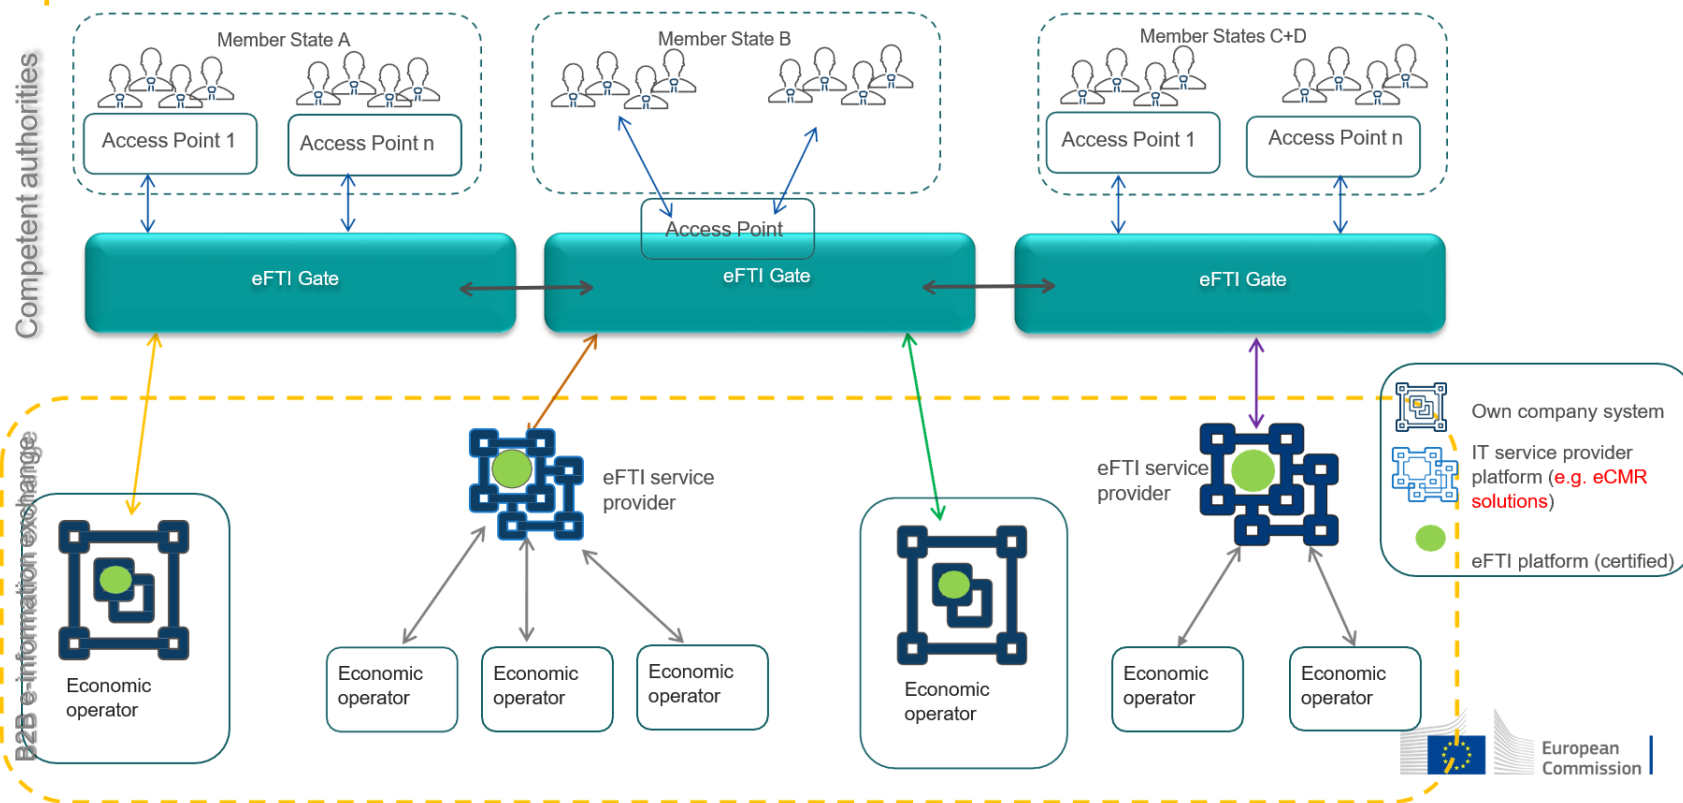 Competent authorities
Member State A
Member State B
Member States C+D
Access Point 1
Access Point n
Access Point
Access Point 1
Access Point n
eFTI Gate
eFTI Gate
eFTI Gate
B2B e-information exchange
Own company system
IT service provider
platform (e.g. eCMR
solutions)
eFTI platform (certified)
eFTI service
provider
eFTI service
provider
Economic
operator
Economic
operator
Economic
operator
Economic
operator
Economic
operator
Economic
operator
Economic
operator
European
Commission